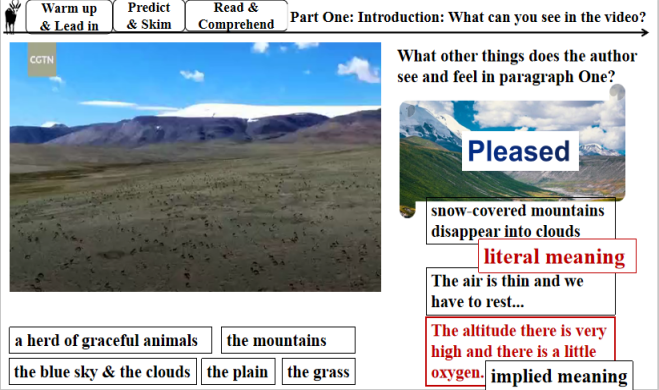 Warm up
& Lead in
Predict
& Skim
Read &
Comprehend
Part One: Introduction: What can you see in the video?
CGTN
What other things does the author
see and feel in paragraph One?
Pleased
snow-covered mountains
disappear into clouds
literal meaning
The air is thin and we
have to rest...
The altitude there is very
high and there is a little
oxygen.
implied meaning
a herd of graceful animals
the mountains
the blue sky & the clouds
the plain
the grass